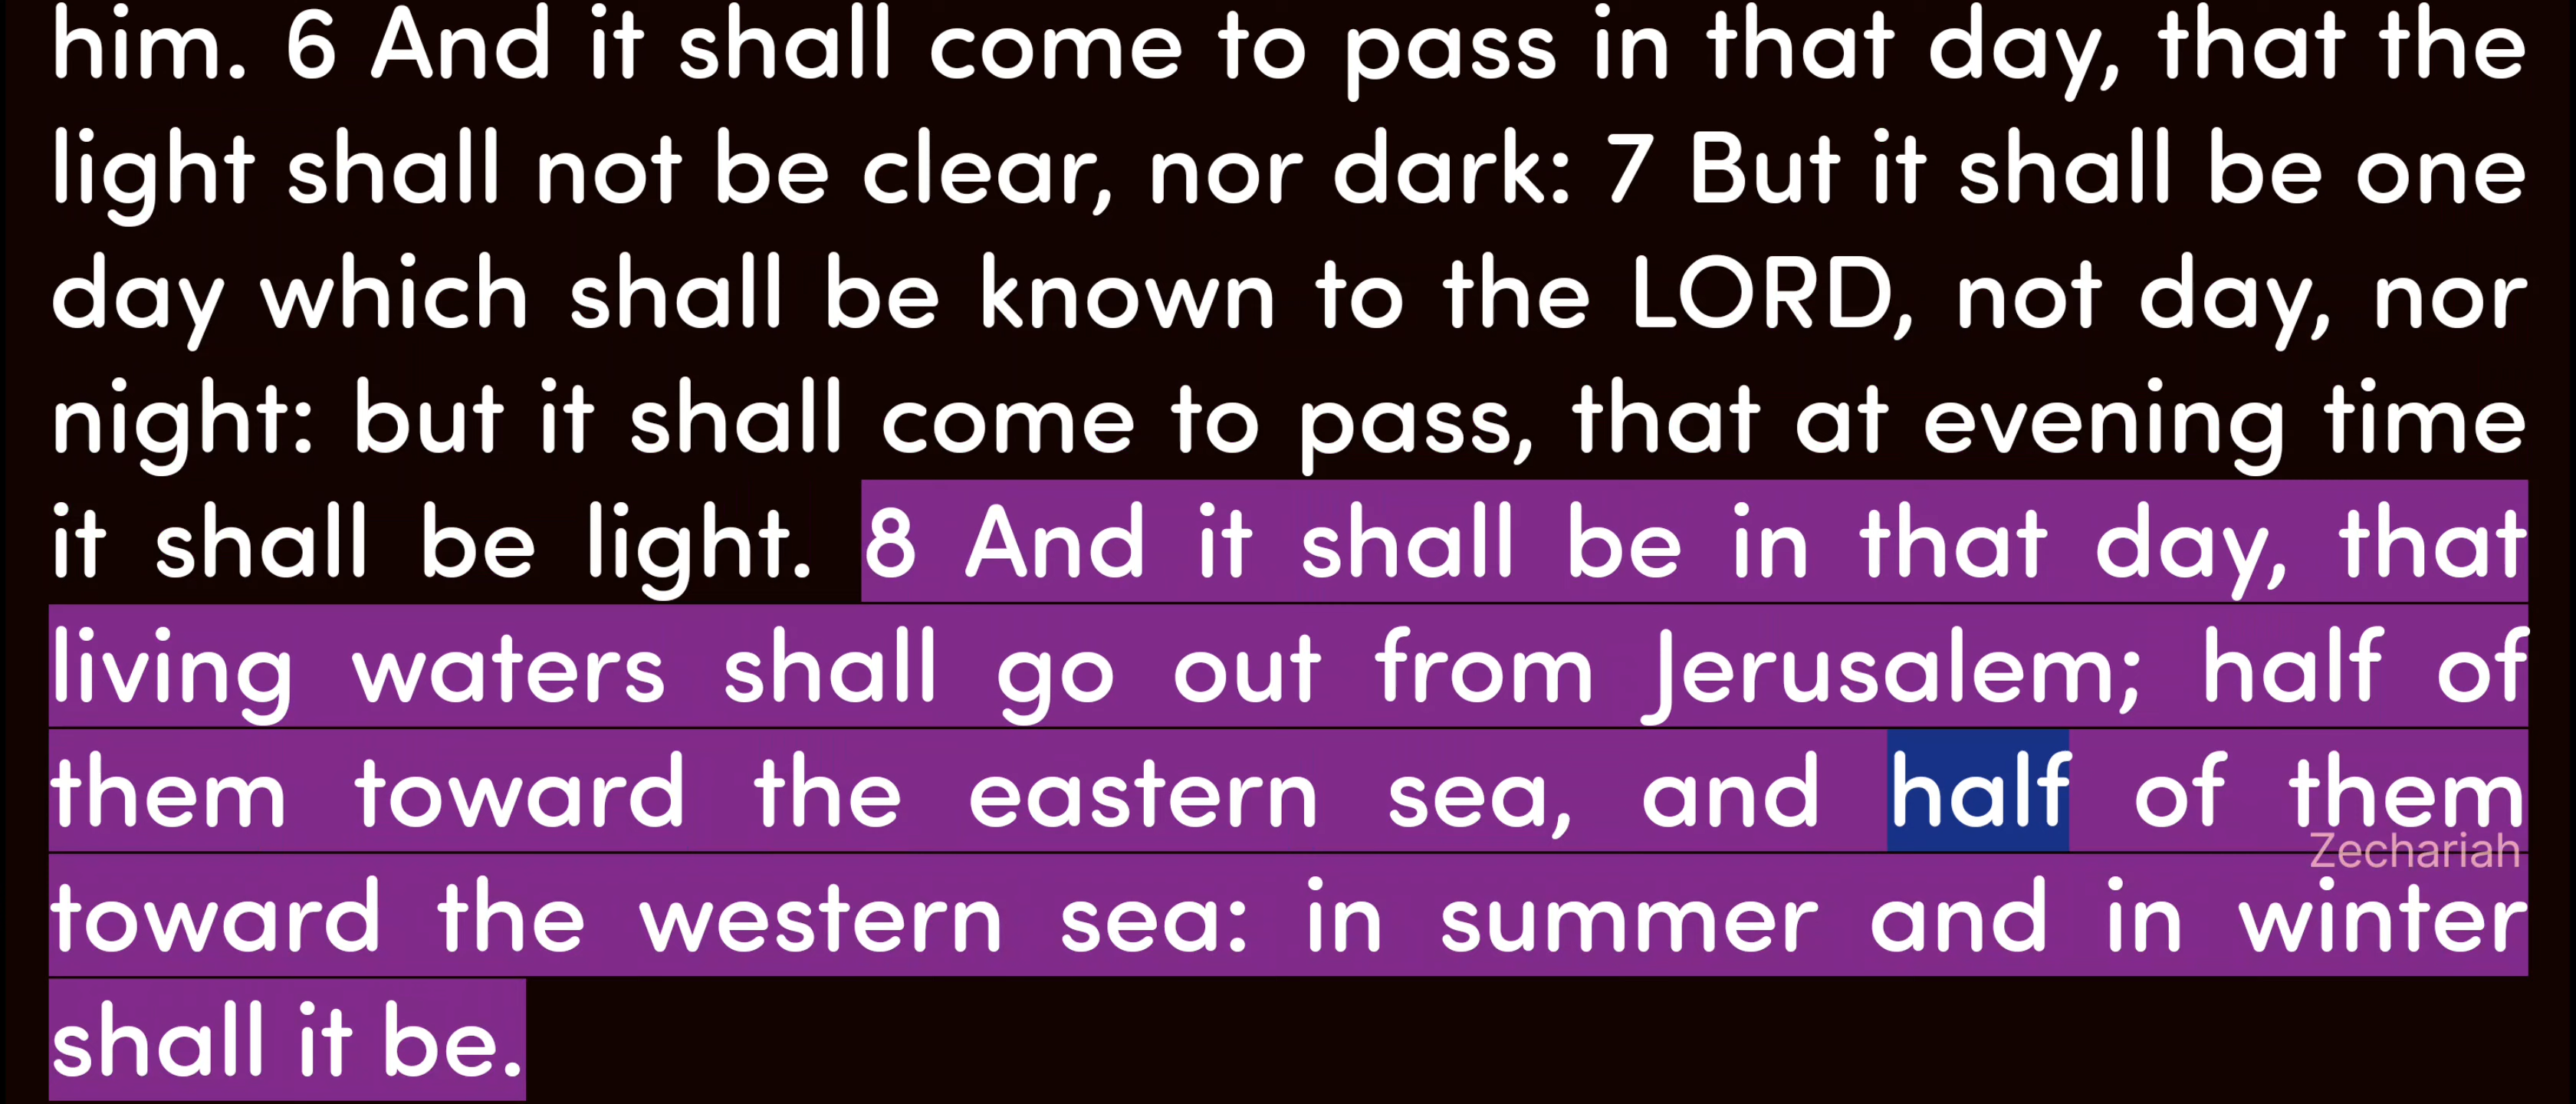 him. 6 And it shall come to pass in that day, that the
light shall not be clear, nor dark: 7 But it shall be one
day which shall be known to the LORD, not day, nor
night: but it shall come to pass, that at evening time
it shall be light. 8 And it shall be in that day, that
living waters shall go out from Jerusalem; half of
them toward the eastern sea, and half of them
Zechariah
toward the western sea: in summer and in winter
shall it be.